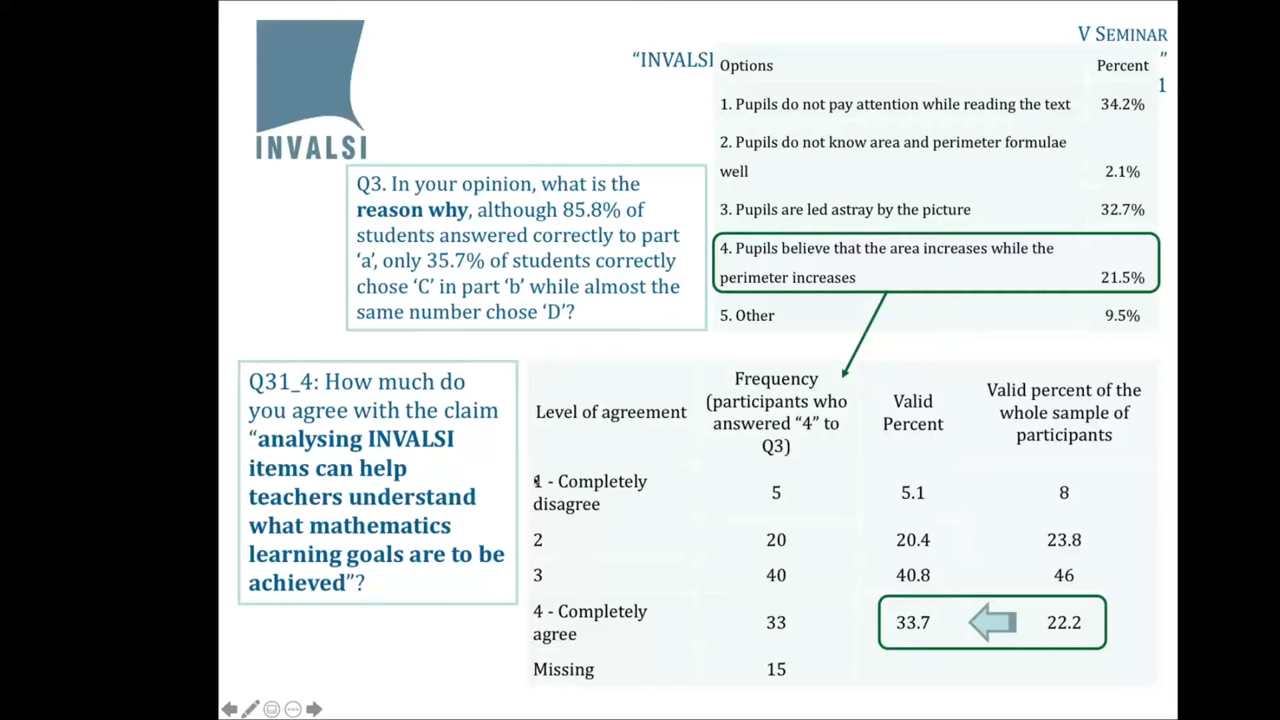 V SEMINAR
"INVALSI
"
1
INVALSI
Options Percent
1. Pupils do not pay attention while reading the text 34.2%
2. Pupils do not know area and perimeter formulae
well 2.1%
3. Pupils are led astray by the picture 32.7%
4. Pupils believe that the area increases while the
perimeter increases 21.5%
5. Other 9.5%
Q3. In your opinion, what is the
reason why, although 85.8% of
students answered correctly to part
‘a’, only 35.7% of students correctly
chose ‘C’ in part ‘b’ while almost the
same number chose ‘D’?
Q31_4: How much do
you agree with the claim
“analysing INVALSI
items can help
teachers understand
what mathematics
learning goals are to be
achieved”?
Level of agreement
Frequency
(participants who
answered “4” to
Q3)
Valid
Percent
Valid percent of the
whole sample of
participants
1 - Completely
disagree 5 5.1 8
2 20 20.4 23.8
3 40 40.8 46
4 - Completely
agree 33 33.7 22.2
Missing 15